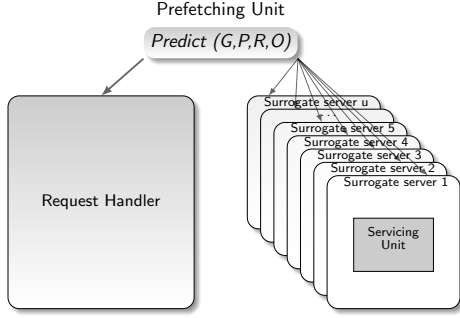 Prefetching Unit
Predict (G,P,R,O)
Request Handler
Surrogate server u
. . .
Surrogate server 5
Surrogate server 4
Surrogate server 3
Surrogate server 2
Surrogate server 1
Servicing
Unit